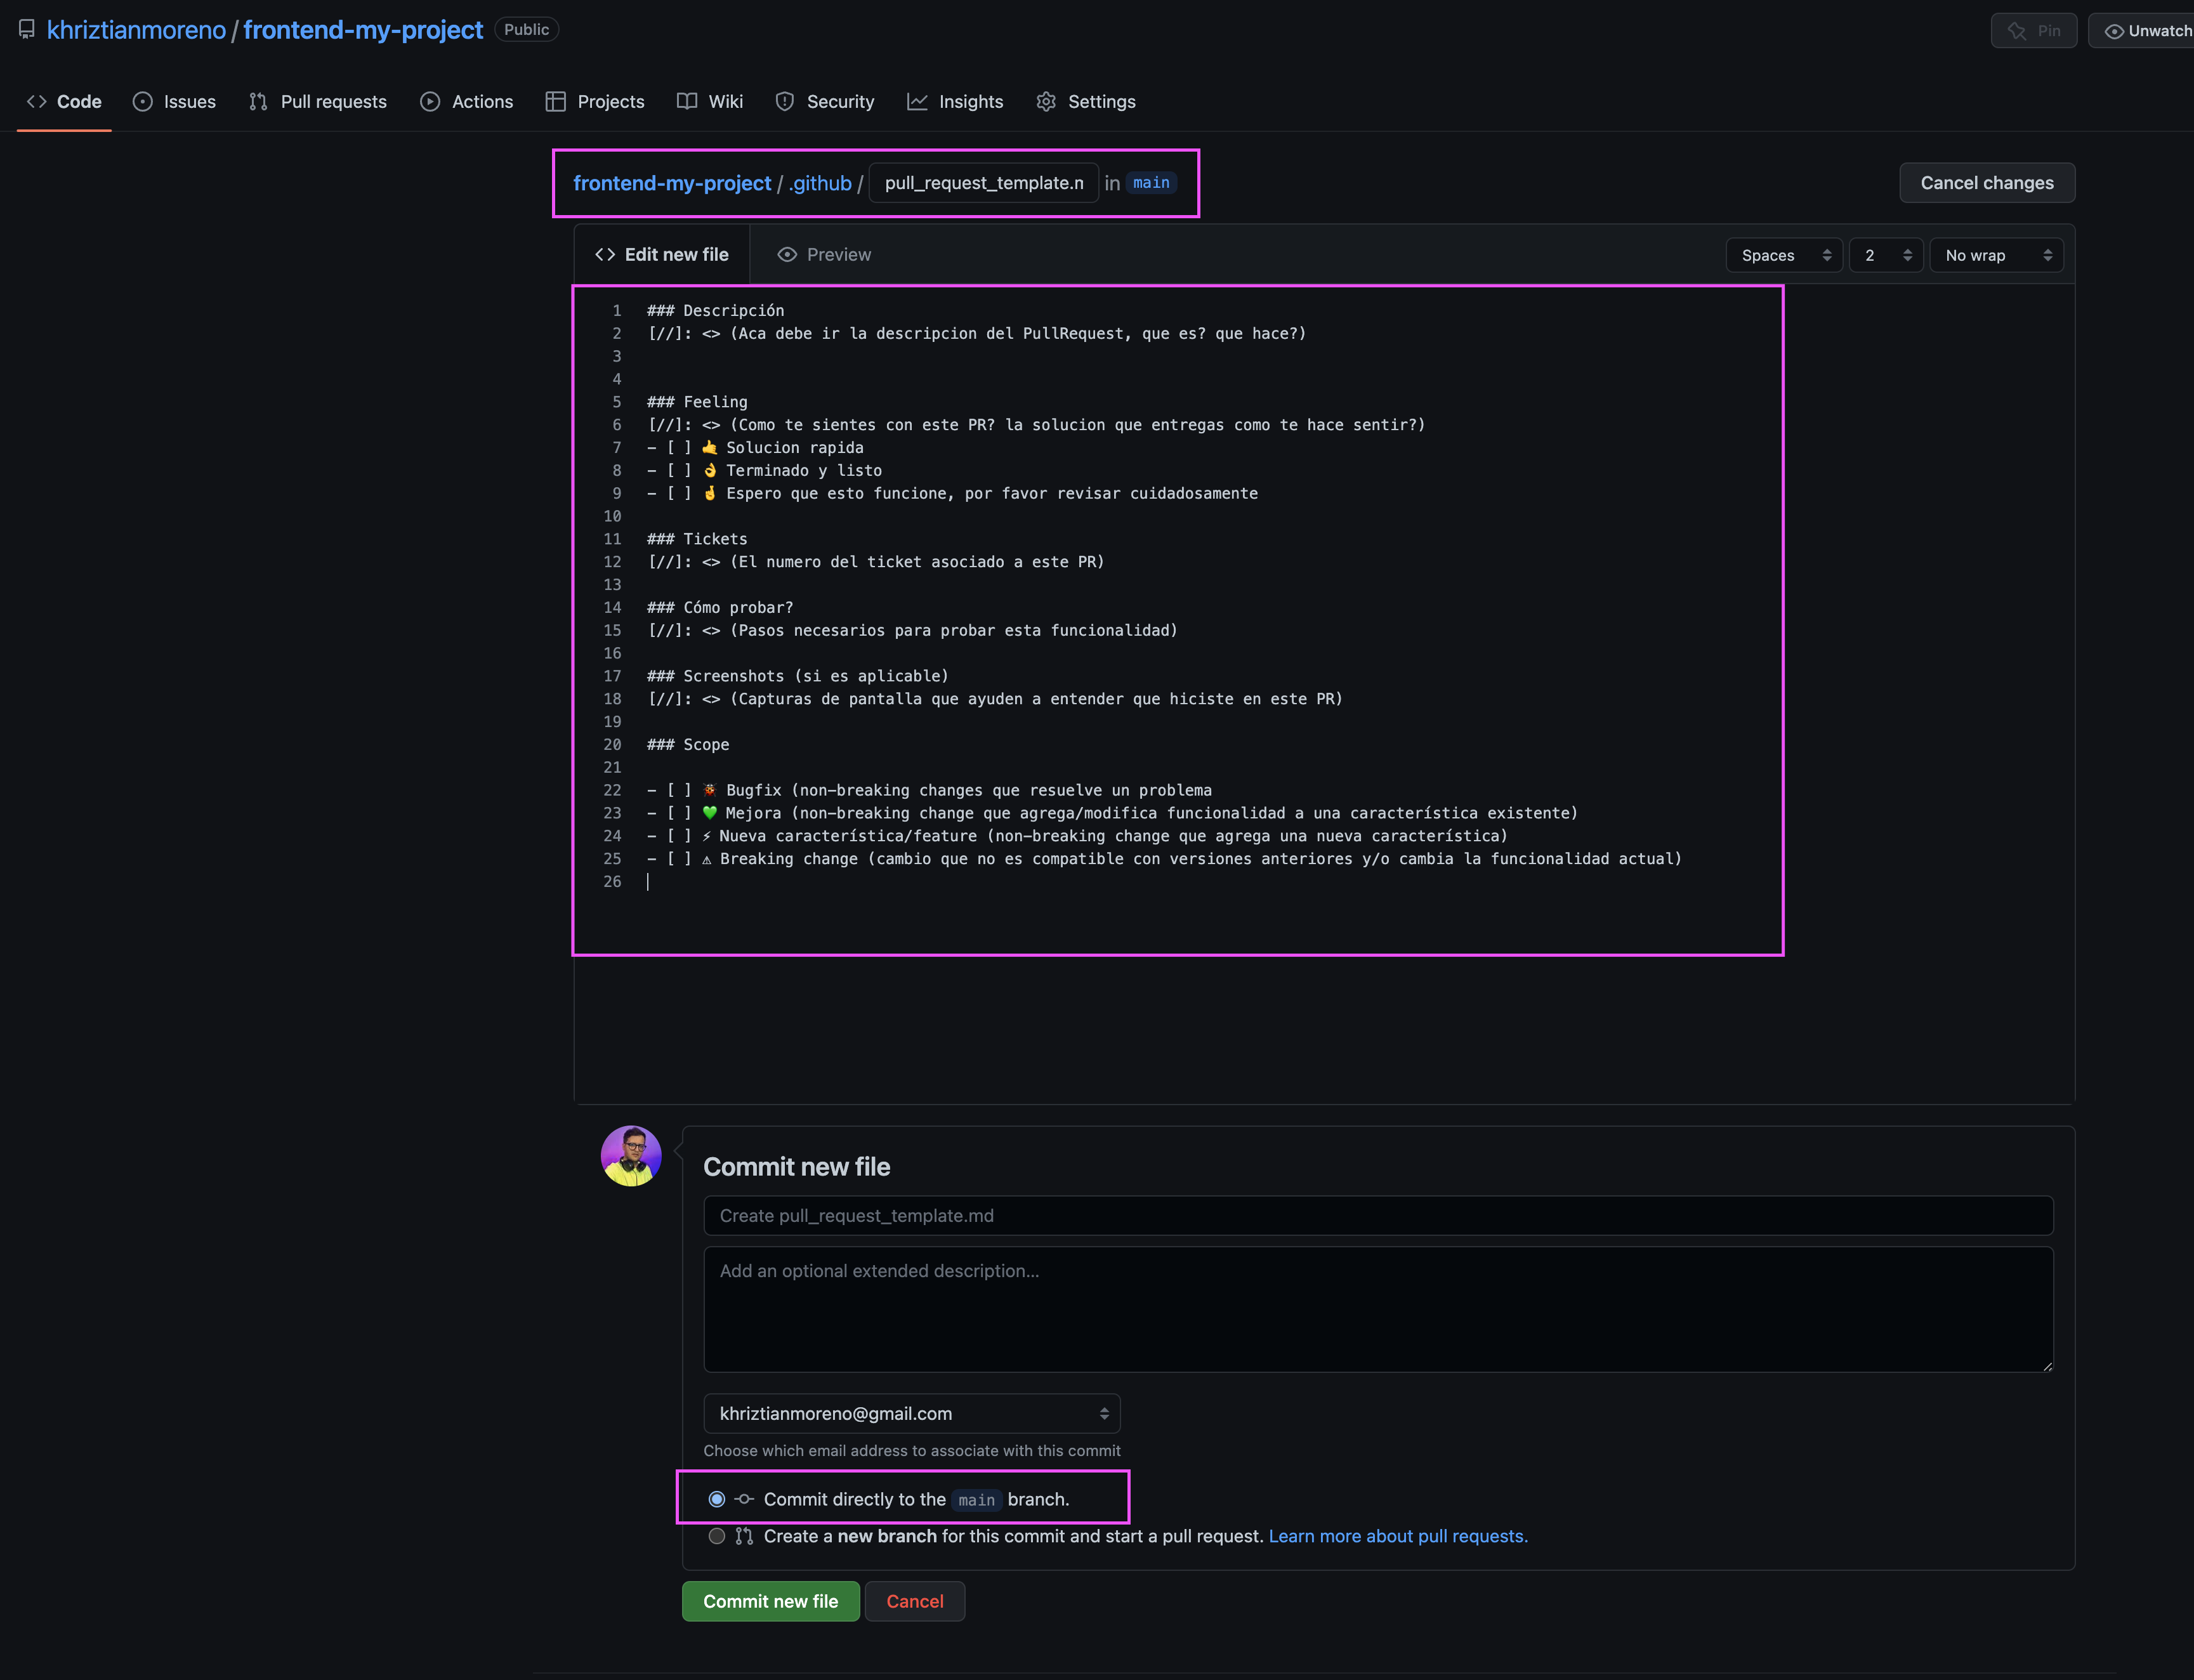 khriztianmoreno / frontend-my-project Public
Pin
Unwatch
Code Issues Pull requests Actions Projects Wiki Security Insights Settings
frontend-my-project / .github / pull_request_template.n in main
Cancel changes
Edit new file Preview
Spaces 2 No wrap
1 ### Descripción
2 [//]: <> (Aca debe ir la descripcion del PullRequest, que es? que hace?)
3
4
5 ### Feeling
6 [//]: <> (Como te sientes con este PR? la solucion que entregas como te hace sentir?)
7 - [ ] 🤙 Solucion rapida
8 - [ ] 👌 Terminado y listo
9 - [ ] 🤞 Espero que esto funcione, por favor revisar cuidadosamente
10
11 ### Tickets
12 [//]: <> (El numero del ticket asociado a este PR)
13
14 ### Cómo probar?
15 [//]: <> (Pasos necesarios para probar esta funcionalidad)
16
17 ### Screenshots (si es aplicable)
18 [//]: <> (Capturas de pantalla que ayuden a entender que hiciste en este PR)
19
20 ### Scope
21
22 - [ ] 🐞 Bugfix (non-breaking changes que resuelve un problema
23 - [ ] 💚 Mejora (non-breaking change que agrega/modifica funcionalidad a una característica existente)
24 - [ ] ⚡ Nueva característica/feature (non-breaking change que agrega una nueva característica)
25 - [ ] ⚠ Breaking change (cambio que no es compatible con versiones anteriores y/o cambia la funcionalidad actual)
26
Commit new file
Create pull_request_template.md
Add an optional extended description...
khriztianmoreno@gmail.com
Choose which email address to associate with this commit
Commit directly to the main branch.
Create a new branch for this commit and start a pull request. Learn more about pull requests.
Commit new file Cancel